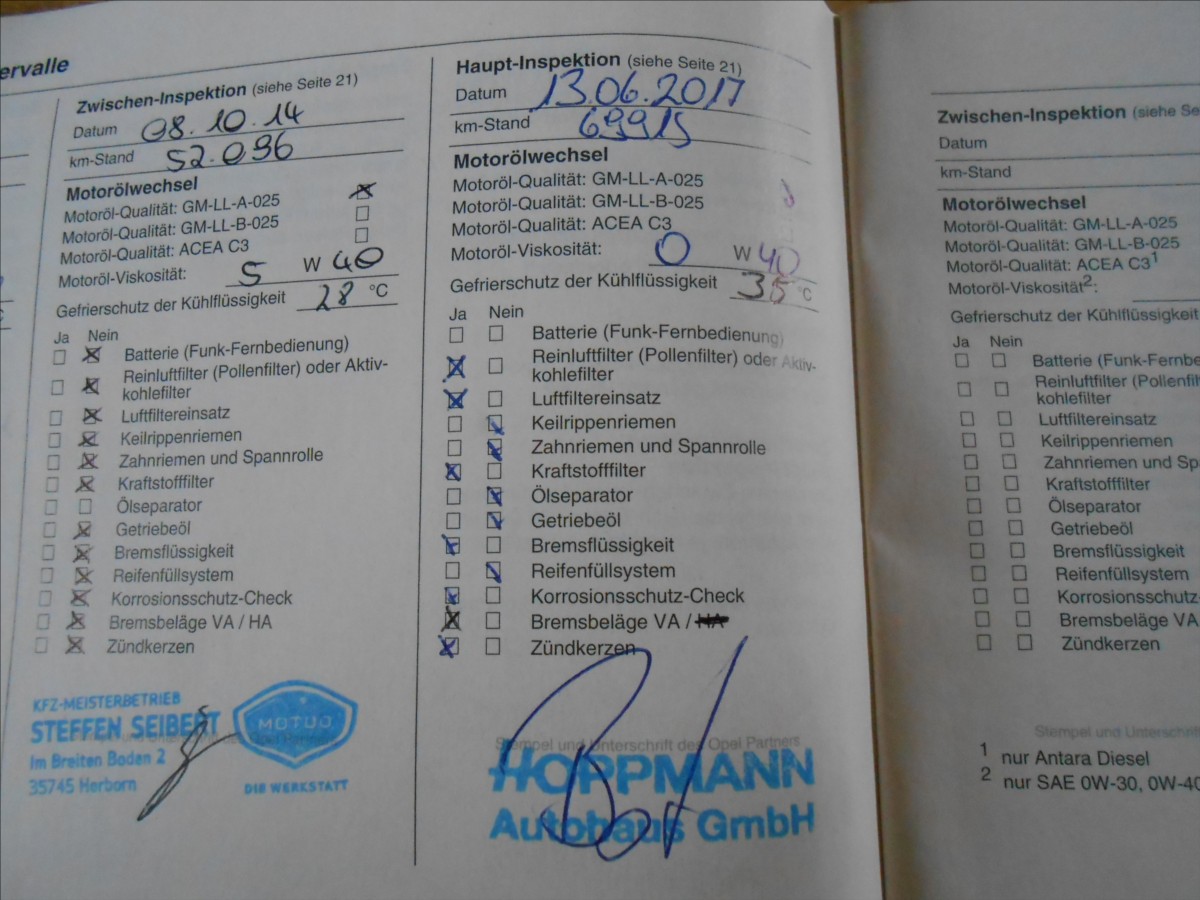 ervalle
Zwischen-Inspektion (siehe Seite 21)
Datum 08.10.14
km-Stand 52.096
Motorölwechsel
Motoröl-Qualität: GM-LL-A-025
Motoröl-Qualität: GM-LL-B-025
Motoröl-Qualität: ACEA C3
Motoröl-Viskosität: 5 W 40
Gefrierschutz der Kühlflüssigkeit 28 °C
Ja Nein
Batterie (Funk-Fernbedienung)
Reinluftfilter (Pollenfilter) oder Aktiv-
kohlefilter
Luftfiltereinsatz
Keilrippenriemen
Zahnriemen und Spannrolle
Kraftstofffilter
Ölseparator
Getriebeöl
Bremsflüssigkeit
Reifenfüllsystem
Korrosionsschutz-Check
Bremsbeläge VA / HA
Zündkerzen
KFZ-MEISTERBETRIEB
STEFFEN SEIBERT
Im Breiten Boden 2
35745 Herborn
MOTOO
DIE WERKSTATT
Haupt-Inspektion (siehe Seite 21)
Datum 13.06.2017
km-Stand 69915
Motorölwechsel
Motoröl-Qualität: GM-LL-A-025
Motoröl-Qualität: GM-LL-B-025
Motoröl-Qualität: ACEA C3
Motoröl-Viskosität: 0 W 40
Gefrierschutz der Kühlflüssigkeit 35 °C
Ja Nein
Batterie (Funk-Fernbedienung)
Reinluftfilter (Pollenfilter) oder Aktiv-
kohlefilter
Luftfiltereinsatz
Keilrippenriemen
Zahnriemen und Spannrolle
Kraftstofffilter
Ölseparator
Getriebeöl
Bremsflüssigkeit
Reifenfüllsystem
Korrosionsschutz-Check
Bremsbeläge VA / HA
Zündkerzen
Stempel und Unterschrift des Opel Partners
HOPPMANN
Autohaus GmbH
Zwischen-Inspektion (siehe Se
Datum
km-Stand
Motorölwechsel
Motoröl-Qualität: GM-LL-A-025
Motoröl-Qualität: GM-LL-B-025
Motoröl-Qualität: ACEA C3¹
Motoröl-Viskosität²:
Gefrierschutz der Kühlflüssigkeit
Ja Nein
Batterie (Funk-Fernbe
Reinluftfilter (Pollenfilt
kohlefilter
Luftfiltereinsatz
Keilrippenriemen
Zahnriemen und Sp
Kraftstofffilter
Ölseparator
Getriebeöl
Bremsflüssigkeit
Reifenfüllsystem
Korrosionsschutz-
Bremsbeläge VA
Zündkerzen
Stempel und Unterschrift
1 nur Antara Diesel
2 nur SAE 0W-30, 0W-40